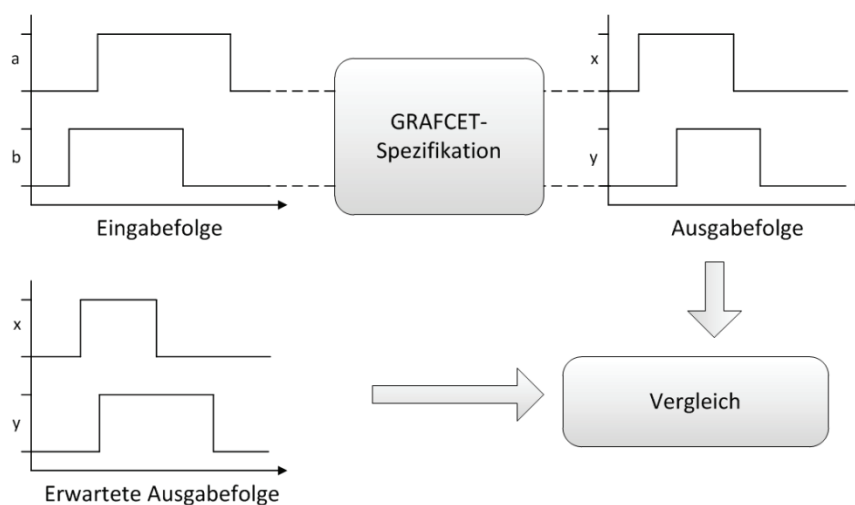 a
b
Eingabefolge
GRAFCET-
Spezifikation
x
y
Ausgabefolge
x
y
Erwartete Ausgabefolge
Vergleich